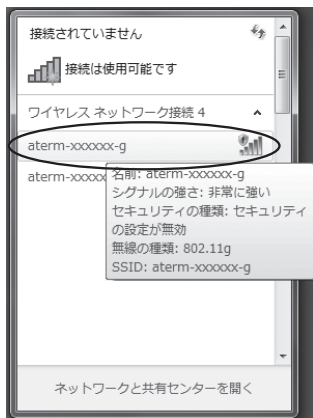 接続されていません
接続は使用可能です
ワイヤレス ネットワーク接続 4
aterm-xxxxxx-g
aterm-xxxxx
名前: aterm-xxxxxx-g
シグナルの強さ: 非常に強い
セキュリティの種類: セキュリティ
の設定が無効
無線の種類: 802.11g
SSID: aterm-xxxxxx-g
ネットワークと共有センターを開く